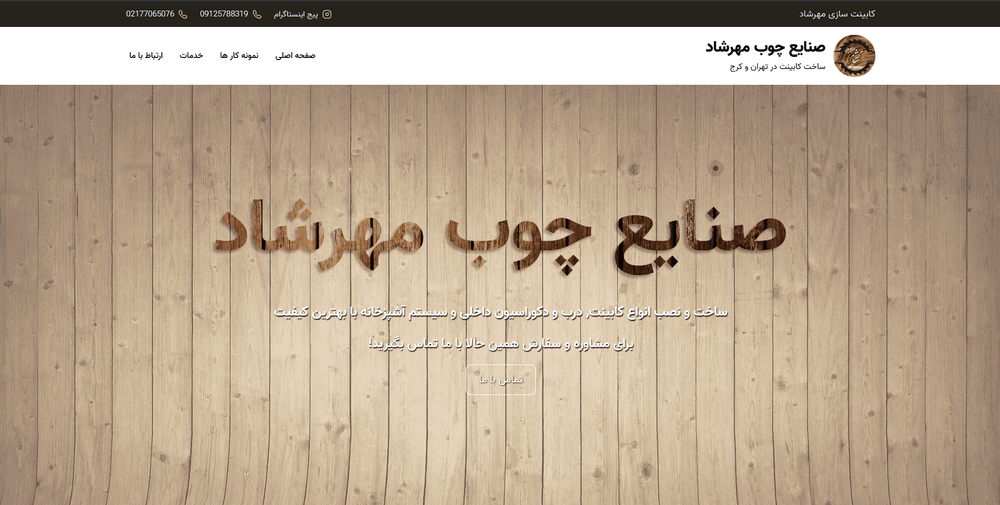 کابینت سازی مهرشاد
پیج اینستاگرام
09125788319
02177065076
صنایع چوب مهرشاد
ساخت کابینت در تهران و کرج
صفحه اصلی
نمونه کار ها
خدمات
ارتباط با ما
صنایع چوب مهرشاد
ساخت و نصب انواع کابینت, درب و دکوراسیون داخلی و سیستم آشپزخانه با بهترین کیفیت
برای مشاوره و سفارش همین حالا با ما تماس بگیرید!
تماس با ما